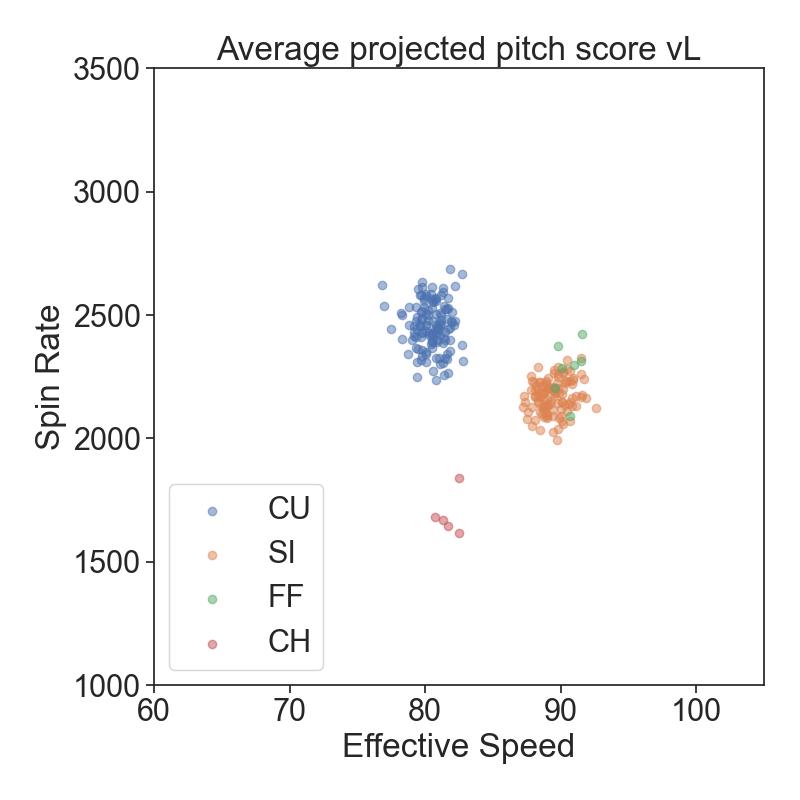 Average projected pitch score vL
3500
3000
2500
2000
1500
1000
Spin Rate
CU
SI
FF
CH
60 70 80 90 100
Effective Speed